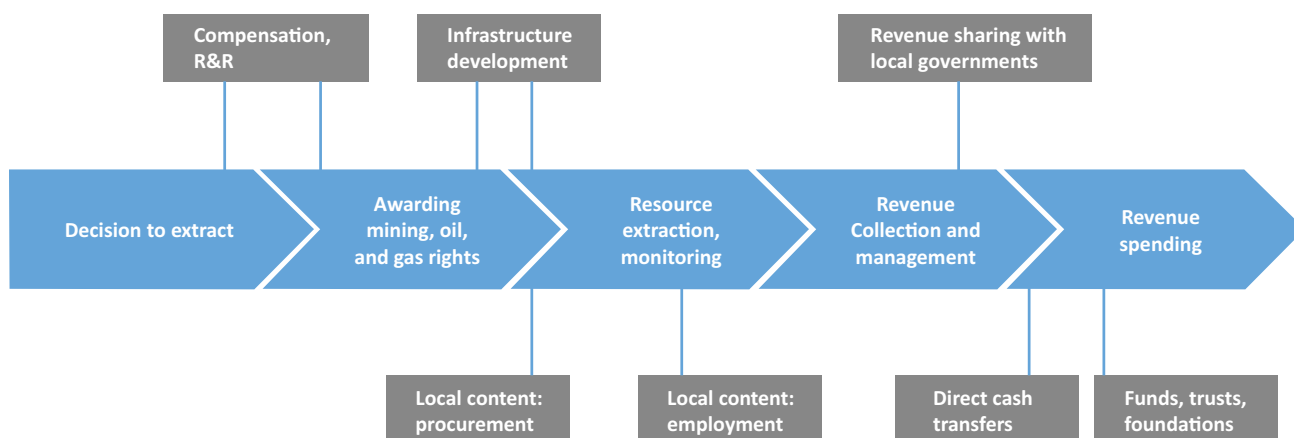 Compensation,
R&R
Infrastructure
development
Revenue sharing with
local governments
Decision to extract
Awarding
mining, oil,
and gas rights
Resource
extraction,
monitoring
Revenue
Collection and
management
Revenue
spending
Local content:
procurement
Local content:
employment
Direct cash
transfers
Funds, trusts,
foundations